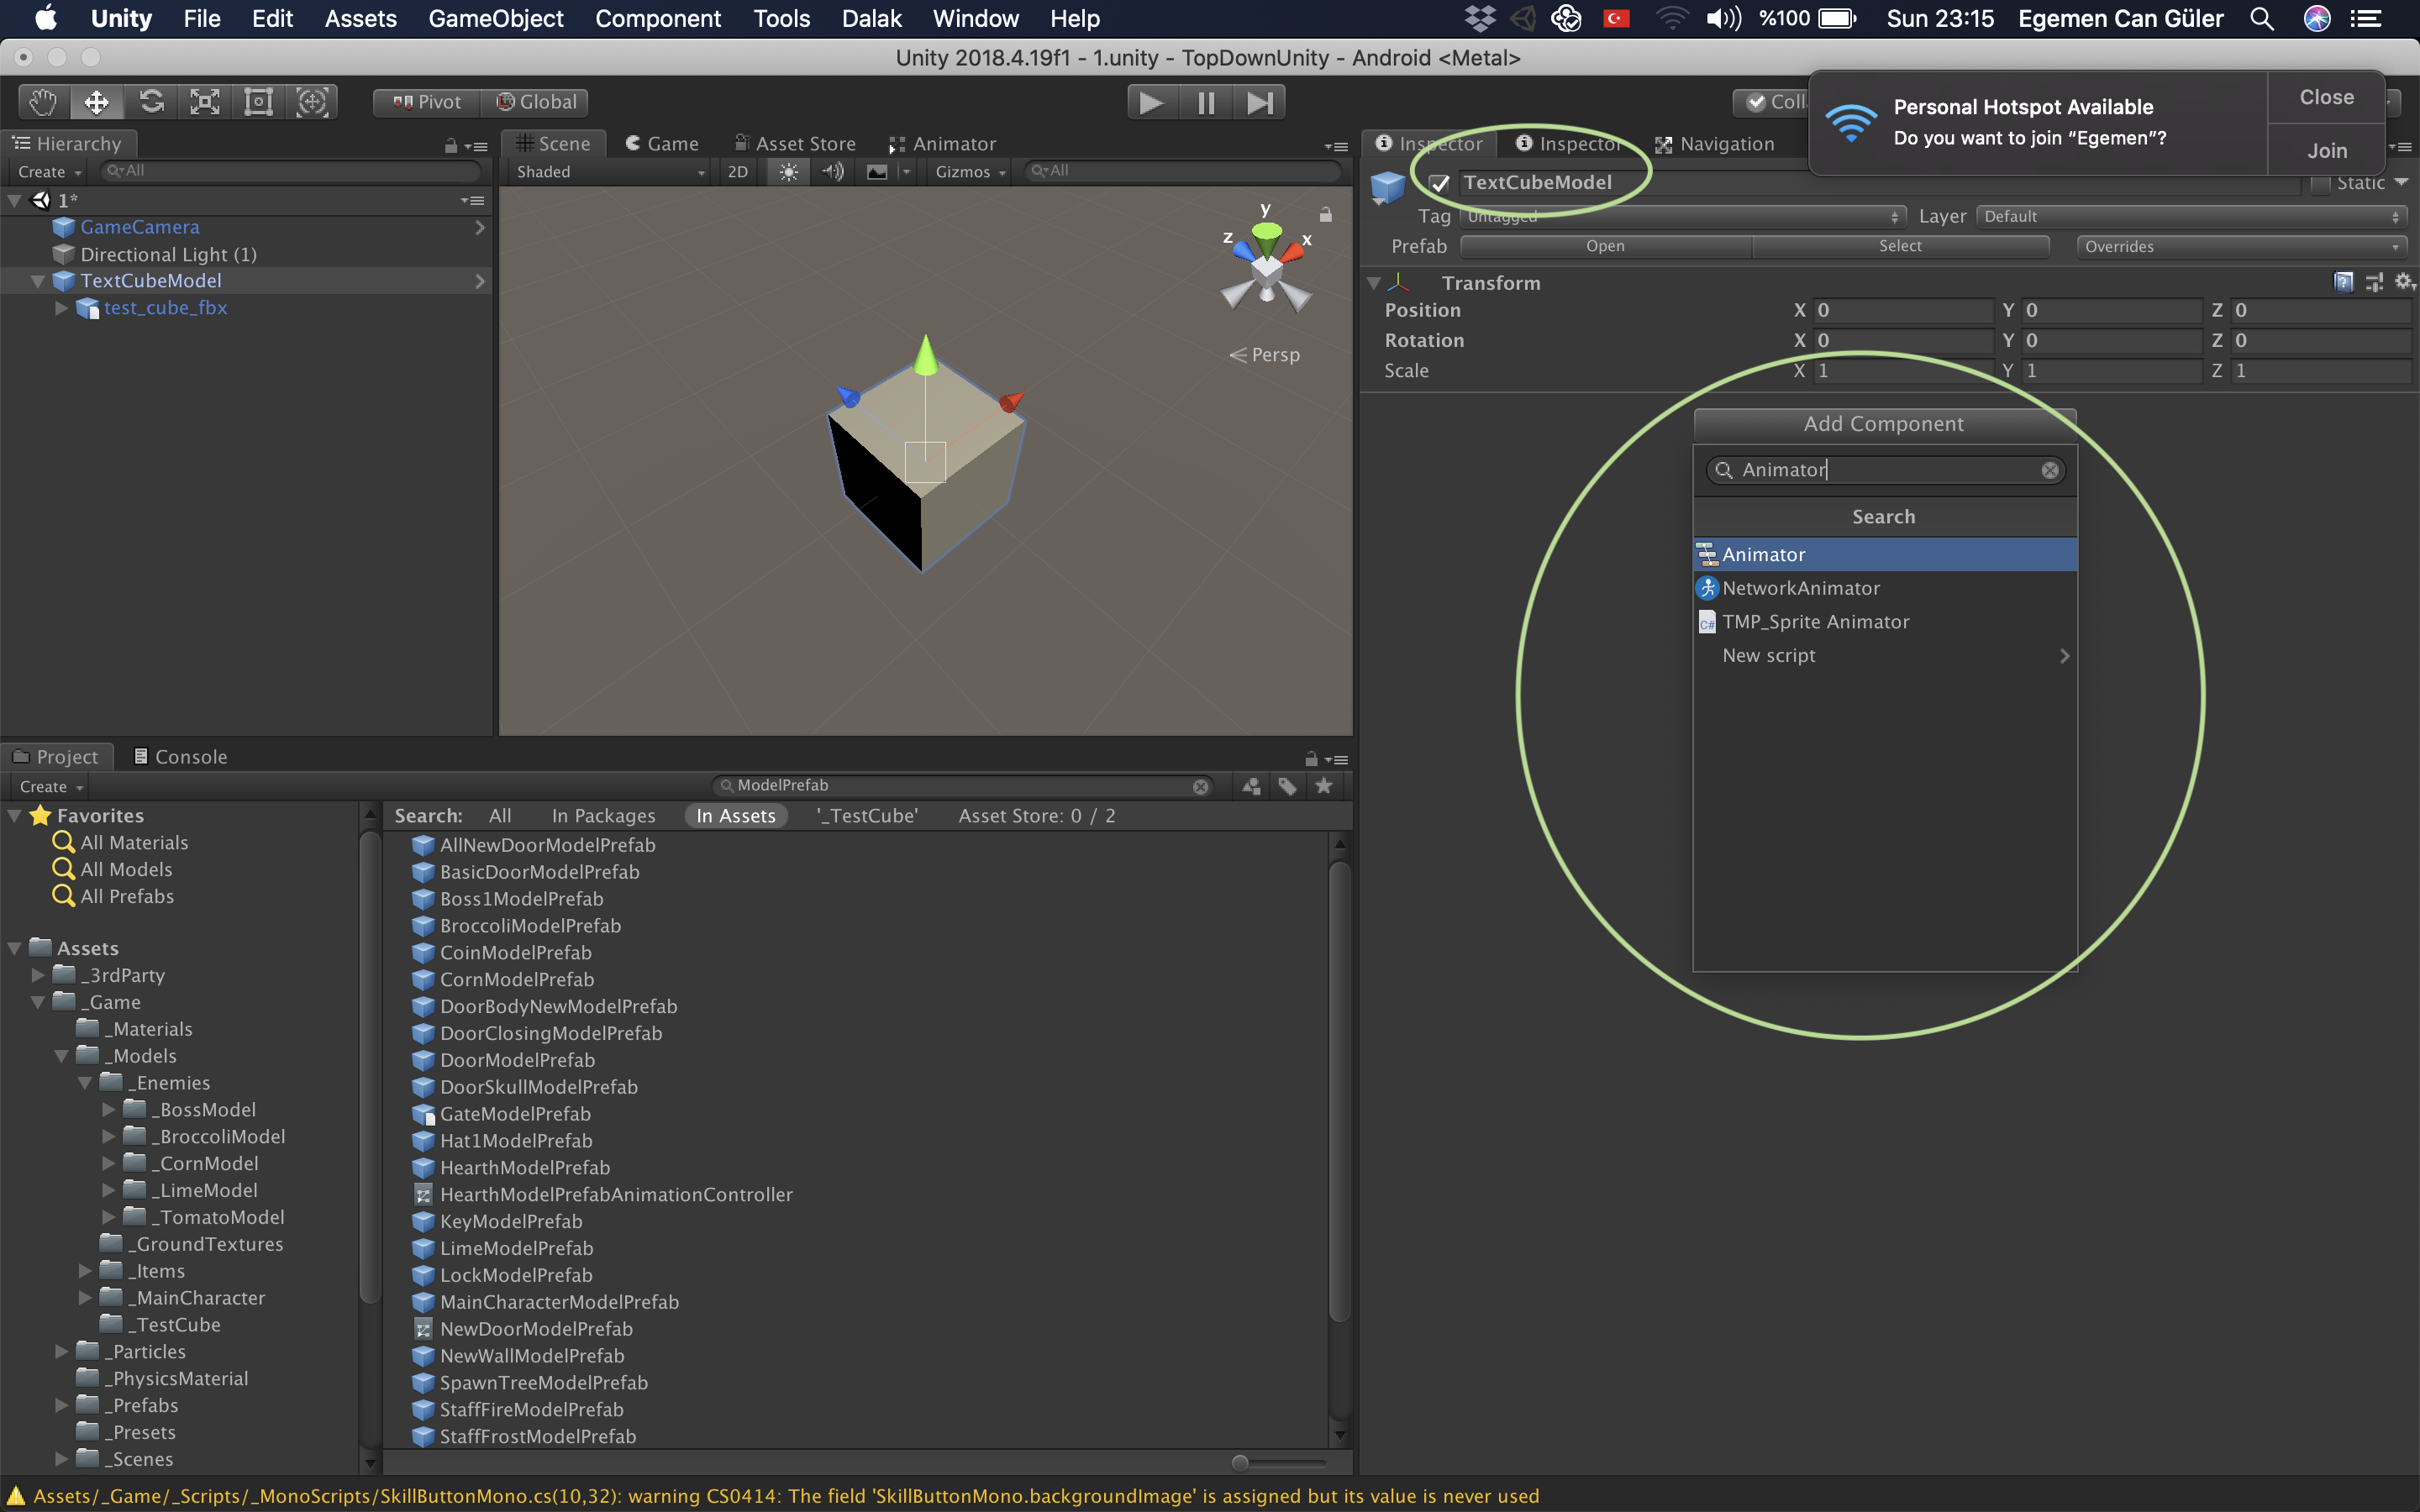 Unity File Edit Assets GameObject Component Tools Dalak Window Help %100 Sun 23:15 Egemen Can Güler
Unity 2018.4.19f1 - 1.unity - TopDownUnity - Android <Metal>
Pivot Global
Personal Hotspot Available
Do you want to join “Egemen”?
Close
Join
Hierarchy
Create All
1*
GameCamera
Directional Light (1)
TextCubeModel
test_cube_fbx
Scene Game Asset Store Animator
Shaded 2D Gizmos All
y
z x
Persp
Inspector Inspector Navigation
TextCubeModel Static
Tag Untagged Layer Default
Prefab Open Select Overrides
Transform
Position X 0 Y 0 Z 0
Rotation X 0 Y 0 Z 0
Scale X 1 Y 1 Z 1
Add Component
Animator
Search
Animator
NetworkAnimator
C# TMP_Sprite Animator
New script
Project Console
Create ModelPrefab
Favorites
All Materials
All Models
All Prefabs
Assets
_3rdParty
_Game
_Materials
_Models
_Enemies
_BossModel
_BroccoliModel
_CornModel
_LimeModel
_TomatoModel
_GroundTextures
_Items
_MainCharacter
_TestCube
_Particles
_PhysicsMaterial
_Prefabs
_Presets
_Scenes
Search: All In Packages In Assets '_TestCube' Asset Store: 0 / 2
AllNewDoorModelPrefab
BasicDoorModelPrefab
Boss1ModelPrefab
BroccoliModelPrefab
CoinModelPrefab
CornModelPrefab
DoorBodyNewModelPrefab
DoorClosingModelPrefab
DoorModelPrefab
DoorSkullModelPrefab
GateModelPrefab
Hat1ModelPrefab
HearthModelPrefab
HearthModelPrefabAnimationController
KeyModelPrefab
LimeModelPrefab
LockModelPrefab
MainCharacterModelPrefab
NewDoorModelPrefab
NewWallModelPrefab
SpawnTreeModelPrefab
StaffFireModelPrefab
StaffFrostModelPrefab
Assets/_Game/_Scripts/_MonoScripts/SkillButtonMono.cs(10,32): warning CS0414: The field 'SkillButtonMono.backgroundImage' is assigned but its value is never used